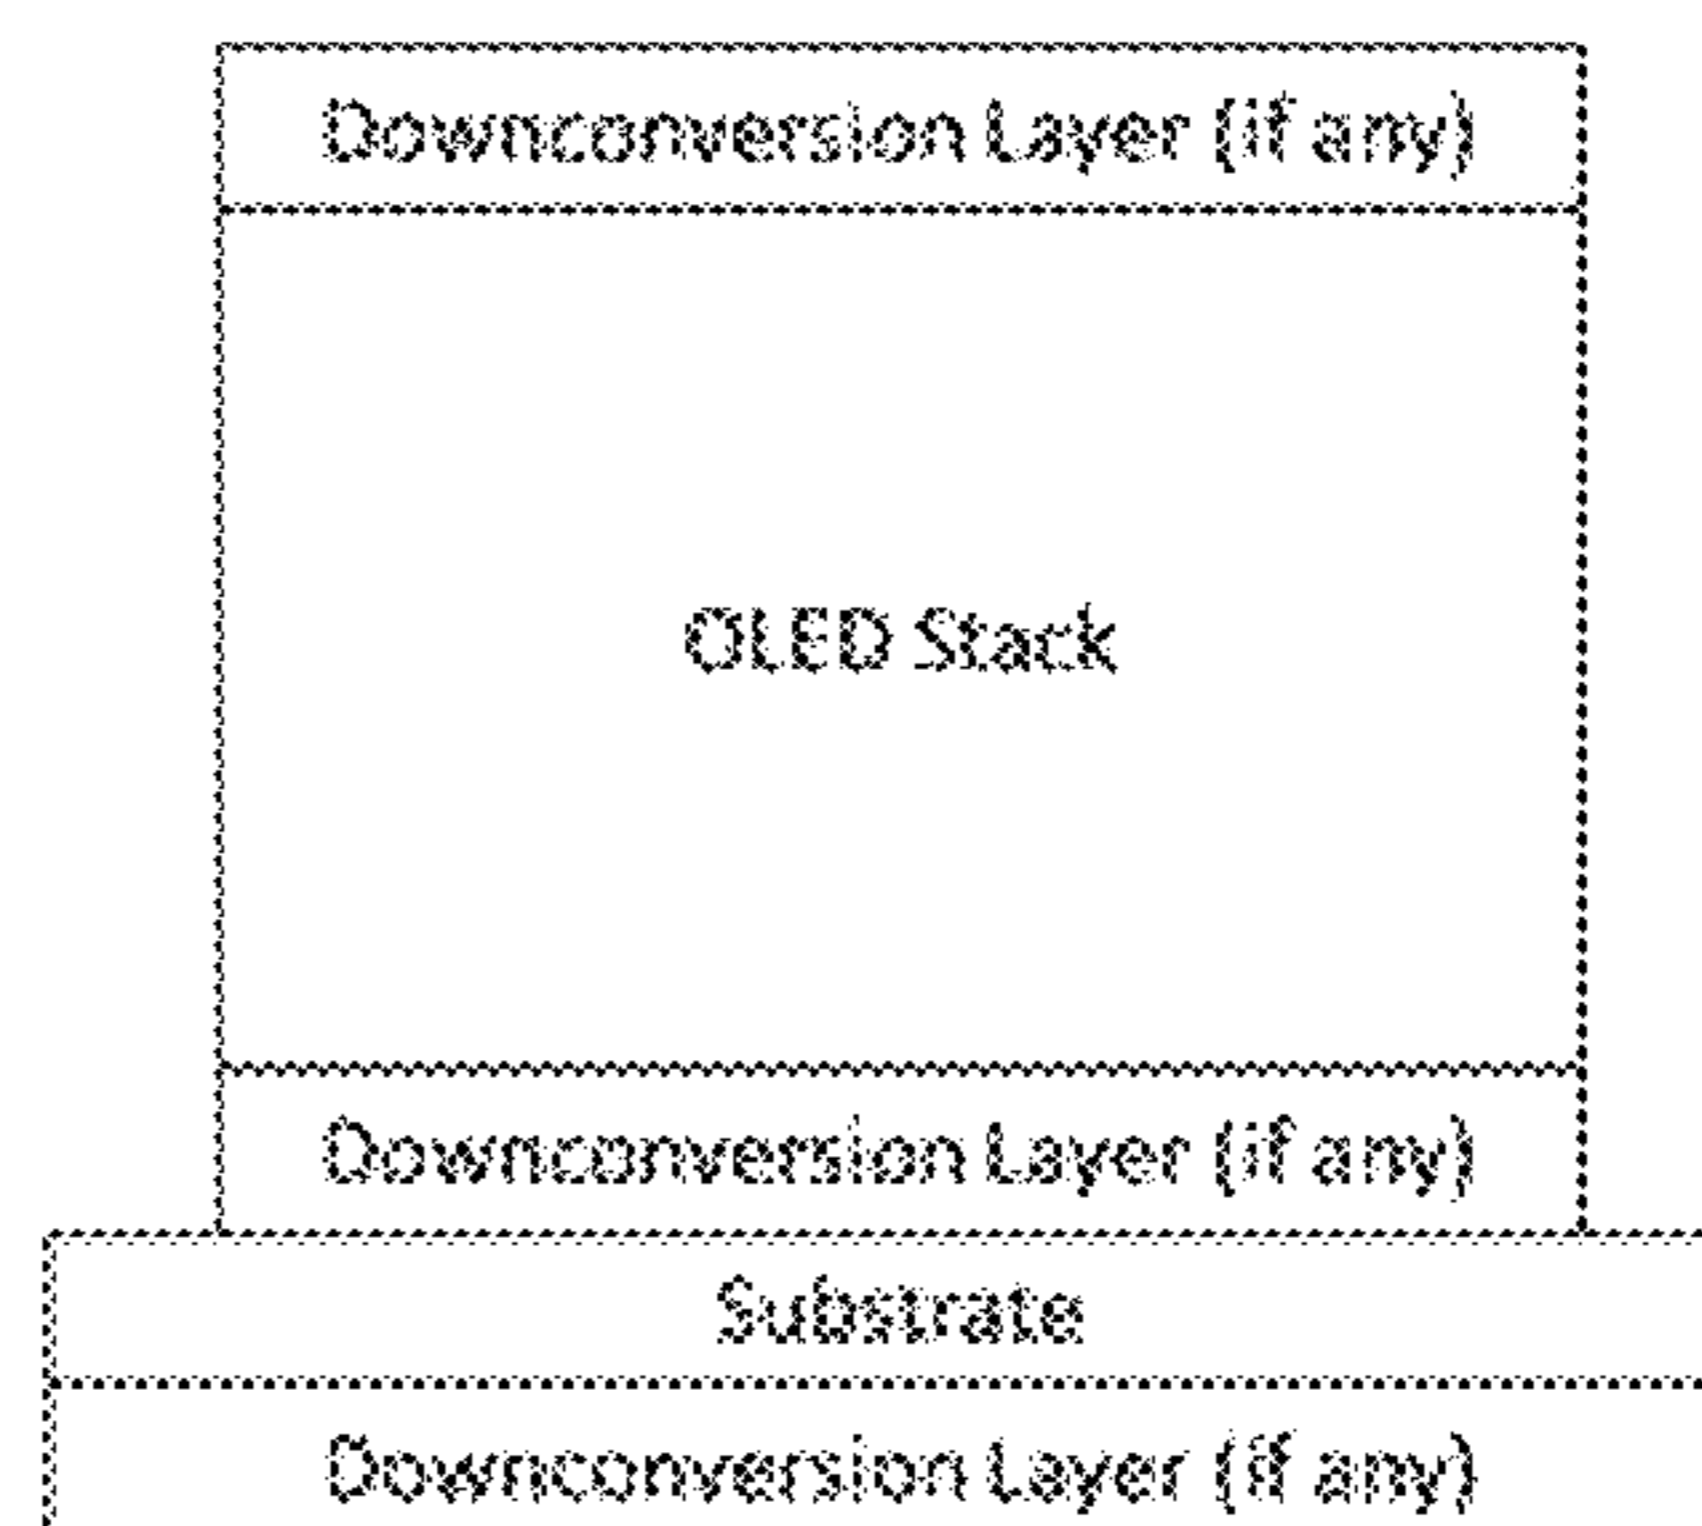 Downconversion Layer (if any)
OLED Stack
Downconversion Layer (if any)
Substrate
Downconversion Layer (if any)